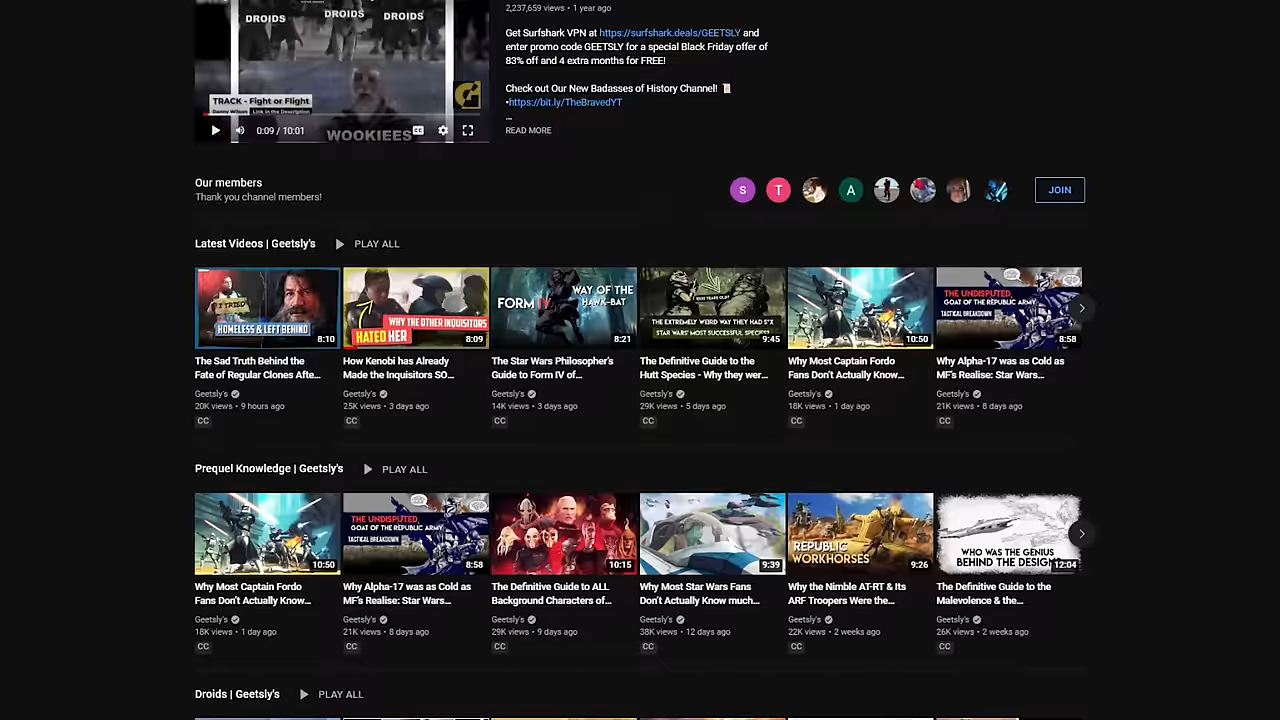 DROIDS
DROIDS
DROIDS
TRACK - Fight or Flight
Danny Wilson Link in the Description
0:09 / 10:01
CC
WOOKIEES
2,237,659 views • 1 year ago
Get Surfshark VPN at https://surfshark.deals/GEETSLY and
enter promo code GEETSLY for a special Black Friday offer of
83% off and 4 extra months for FREE!
Check out Our New Badasses of History Channel!
•https://bit.ly/TheBravedYT
...
READ MORE
Our members
Thank you channel members!
S
T
A
JOIN
Latest Videos | Geetsly's
PLAY ALL
I TRIED
HOMELESS & LEFT BEHIND
8:10
WHY THE OTHER INQUISITORS
HATED HER
8:09
FORM IV
WAY OF THE
HAWK-BAT
8:21
1000 YEARS OLD?
THE EXTREMELY WEIRD WAY THEY HAD S*X
STAR WARS MOST SUCCESSFUL SPECIES
9:45
10:50
THE UNDISPUTED
GOAT OF THE REPUBLIC ARMY
TACTICAL BREAKDOWN
8:58
The Sad Truth Behind the
Fate of Regular Clones Afte...
Geetsly's
20K views • 9 hours ago
CC
How Kenobi has Already
Made the Inquisitors SO...
Geetsly's
25K views • 3 days ago
CC
The Star Wars Philosopher's
Guide to Form IV of...
Geetsly's
14K views • 3 days ago
CC
The Definitive Guide to the
Hutt Species - Why they wer...
Geetsly's
29K views • 5 days ago
CC
Why Most Captain Fordo
Fans Don't Actually Know...
Geetsly's
18K views • 1 day ago
CC
Why Alpha-17 was as Cold as
MF's Realise: Star Wars...
Geetsly's
21K views • 8 days ago
CC
Prequel Knowledge | Geetsly's
PLAY ALL
10:50
THE UNDISPUTED
GOAT OF THE REPUBLIC ARMY
TACTICAL BREAKDOWN
8:58
10:15
9:39
REPUBLIC
WORKHORSES
9:26
WHO WAS THE GENIUS
BEHIND THE DESIGN
12:04
Why Most Captain Fordo
Fans Don't Actually Know...
Geetsly's
18K views • 1 day ago
CC
Why Alpha-17 was as Cold as
MF's Realise: Star Wars...
Geetsly's
21K views • 8 days ago
CC
The Definitive Guide to ALL
Background Characters of...
Geetsly's
29K views • 9 days ago
CC
Why Most Star Wars Fans
Don't Actually Know much...
Geetsly's
38K views • 12 days ago
CC
Why the Nimble AT-RT & Its
ARF Troopers Were the...
Geetsly's
22K views • 2 weeks ago
CC
The Definitive Guide to the
Malevolence & the...
Geetsly's
26K views • 2 weeks ago
CC
Droids | Geetsly's
PLAY ALL